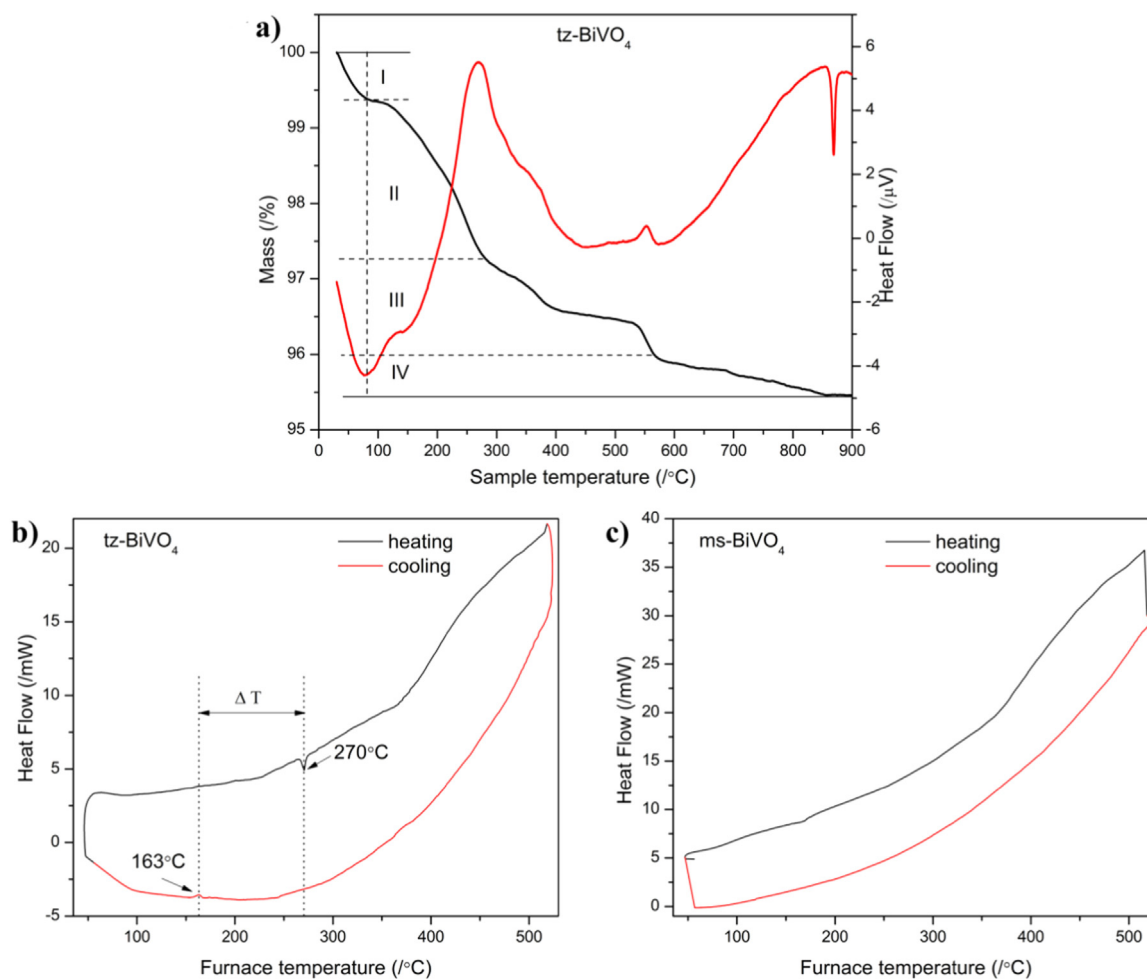 a)
tz-BiVO₄
100
99
98
97
96
95
Mass (/%)
I
II
III
IV
6
4
2
0
-2
-4
-6
Heat Flow (/μV)
0 100 200 300 400 500 600 700 800 900
Sample temperature (/°C)
b)
tz-BiVO₄
heating
cooling
20
15
10
5
0
-5
Heat Flow (/mW)
Δ T
270°C
163°C
100 200 300 400 500
Furnace temperature (/°C)
c)
ms-BiVO₄
heating
cooling
40
35
30
25
20
15
10
5
0
Heat Flow (/mW)
100 200 300 400 500
Furnace temperature (/°C)